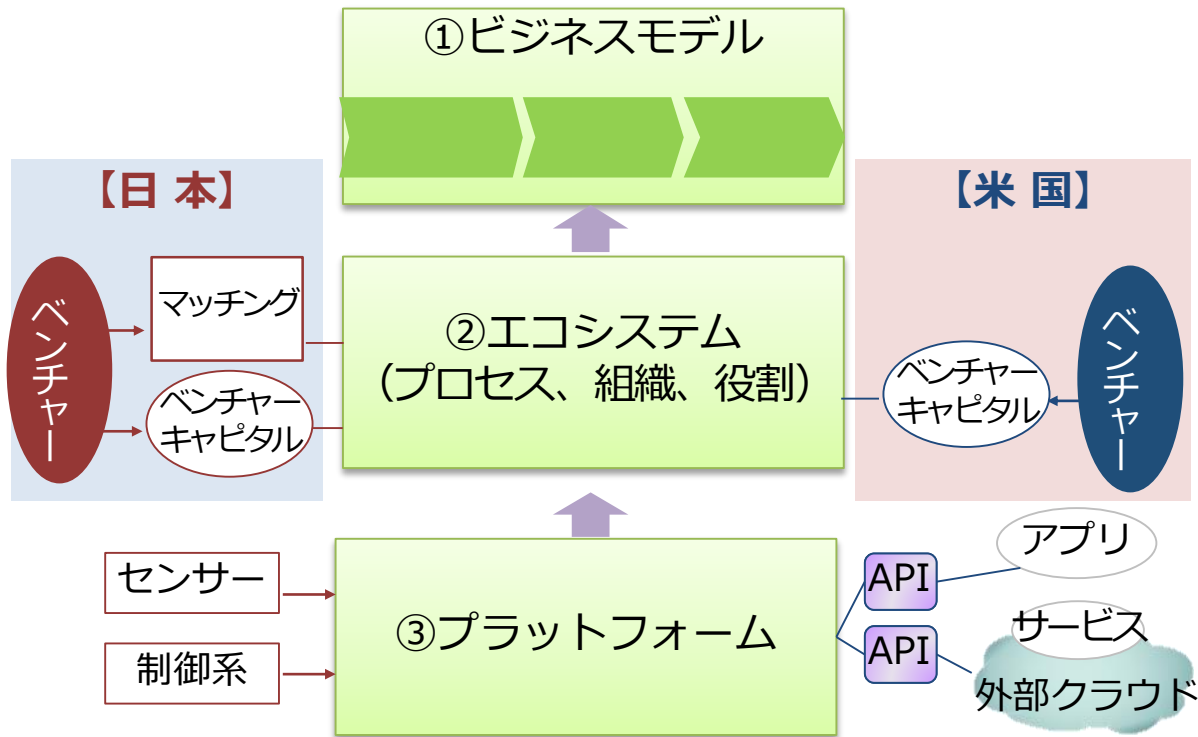 ①ビジネスモデル
【日 本】
【米 国】
ベンチャー
マッチング
ベンチャー
キャピタル
②エコシステム
（プロセス、組織、役割）
ベンチャー
キャピタル
ベンチャー
センサー
制御系
③プラットフォーム
API
API
アプリ
サービス
外部クラウド